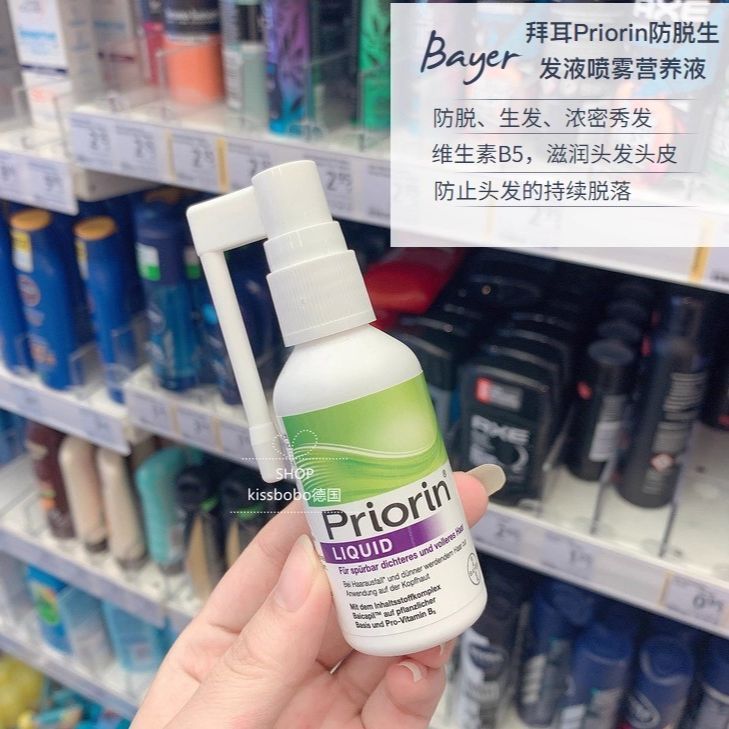 Bayer
拜耳Priorin防脱生
发液喷雾营养液
防脱、生发、浓密秀发
维生素B5，滋润头发头皮
防止头发的持续脱落
AXE
SHOP
kissbobo德国
Priorin®
LIQUID
Für spürbar dichteres und volleres Haar
Bei Haarausfall* und dünner werdendem Haar zur
Anwendung auf der Kopfhaut
Mit dem Inhaltsstoffkomplex
Baicapil™ auf pflanzlicher
Basis und Pro-Vitamin B5